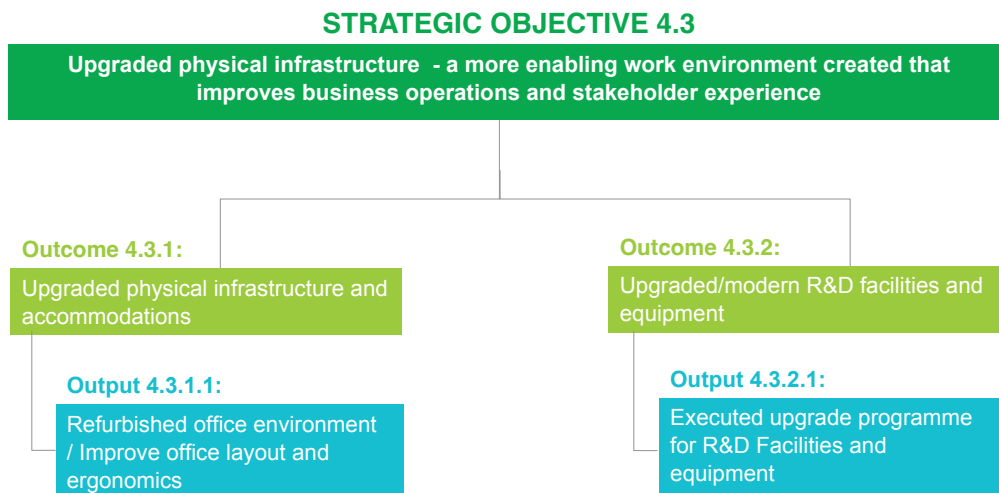 STRATEGIC OBJECTIVE 4.3
Upgraded physical infrastructure - a more enabling work environment created that
improves business operations and stakeholder experience
Outcome 4.3.1:
Upgraded physical infrastructure and
accommodations
Output 4.3.1.1:
Refurbished office environment
/ Improve office layout and
ergonomics
Outcome 4.3.2:
Upgraded/modern R&D facilities and
equipment
Output 4.3.2.1:
Executed upgrade programme
for R&D Facilities and
equipment